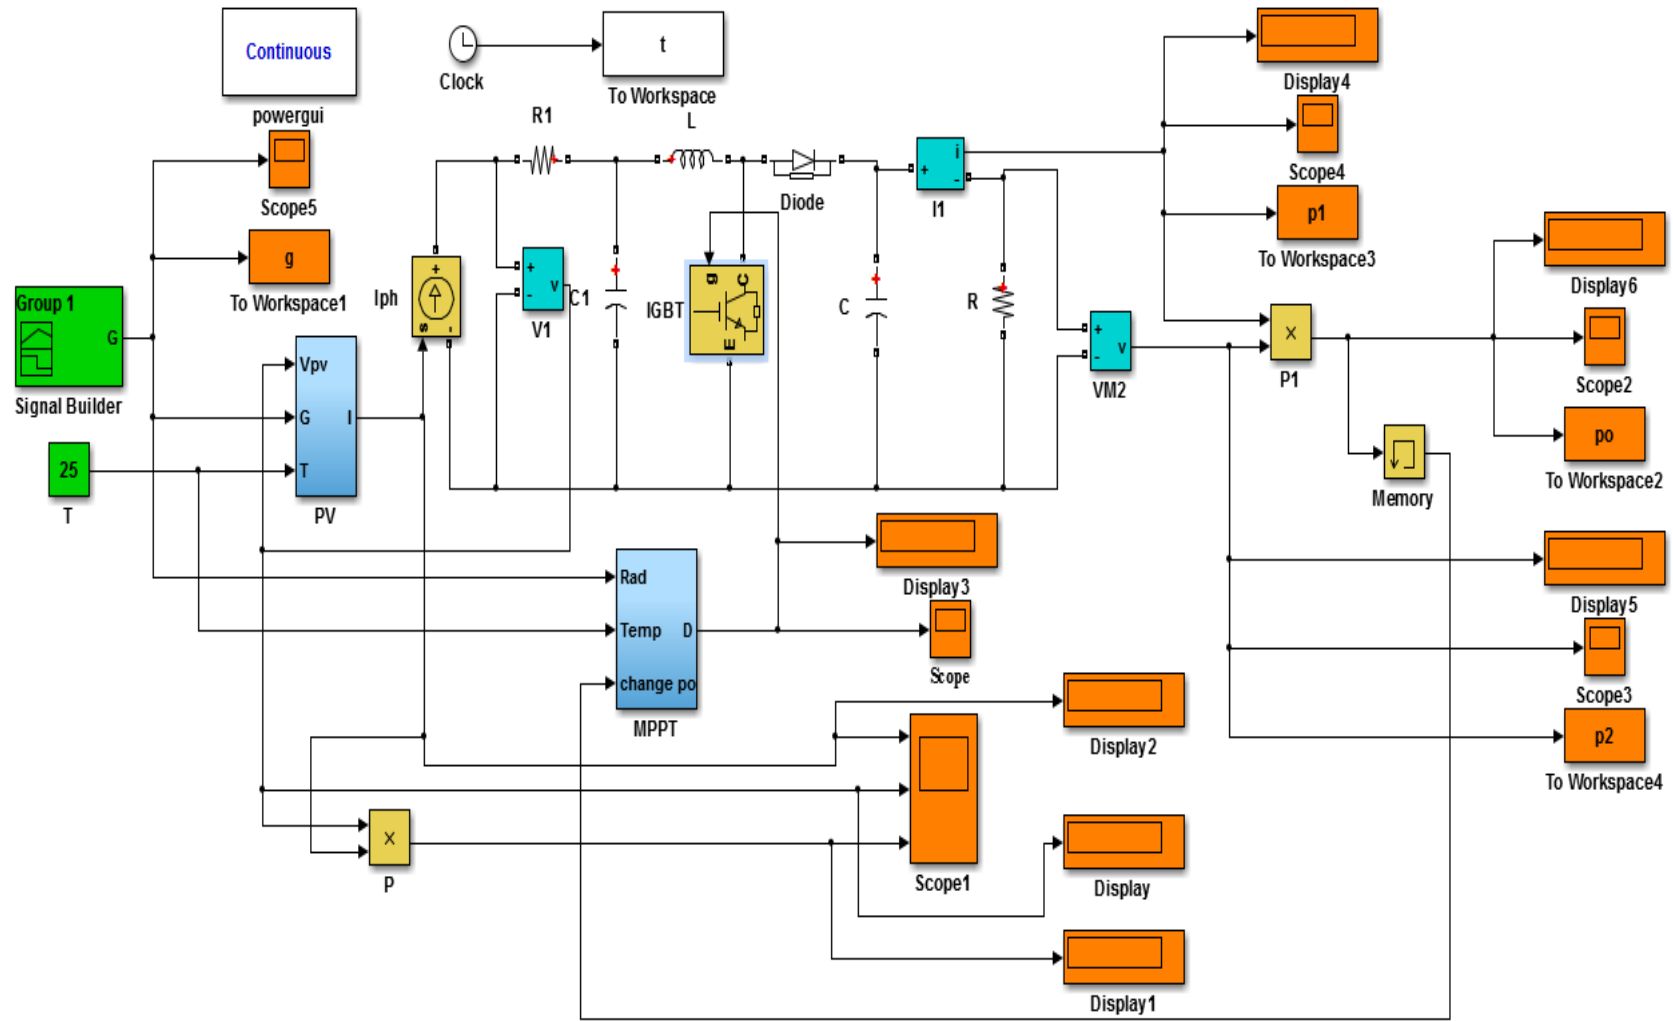 Continuous
powergui
Clock
t
To Workspace
Display4
Scope4
p1
To Workspace3
Scope5
g
To Workspace1
R1
L
Diode
i
+
-
I1
Group 1
G
Signal Builder
25
T
Vpv
G
T
I
PV
Iph
+
s
-
+
-
v
V1
C1
IGBT
g
C
E
C
R
+
-
v
VM2
x
P1
Display6
Scope2
po
To Workspace2
Memory
Display5
Scope3
p2
To Workspace4
Display3
Scope
Rad
Temp
change po
D
MPPT
Display2
x
P
Scope1
Display
Display1